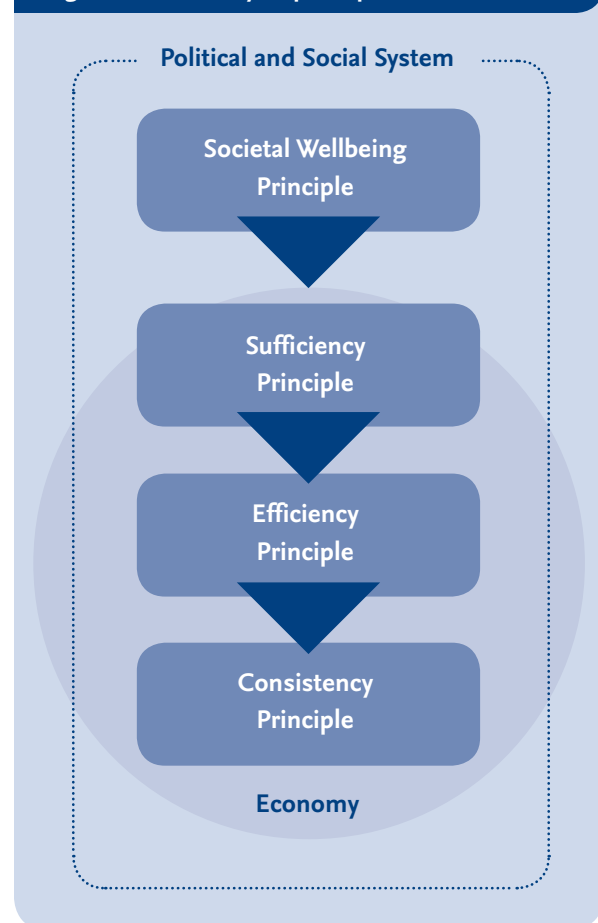 Political and Social System
Societal Wellbeing
Principle
Sufficiency
Principle
Efficiency
Principle
Consistency
Principle
Economy